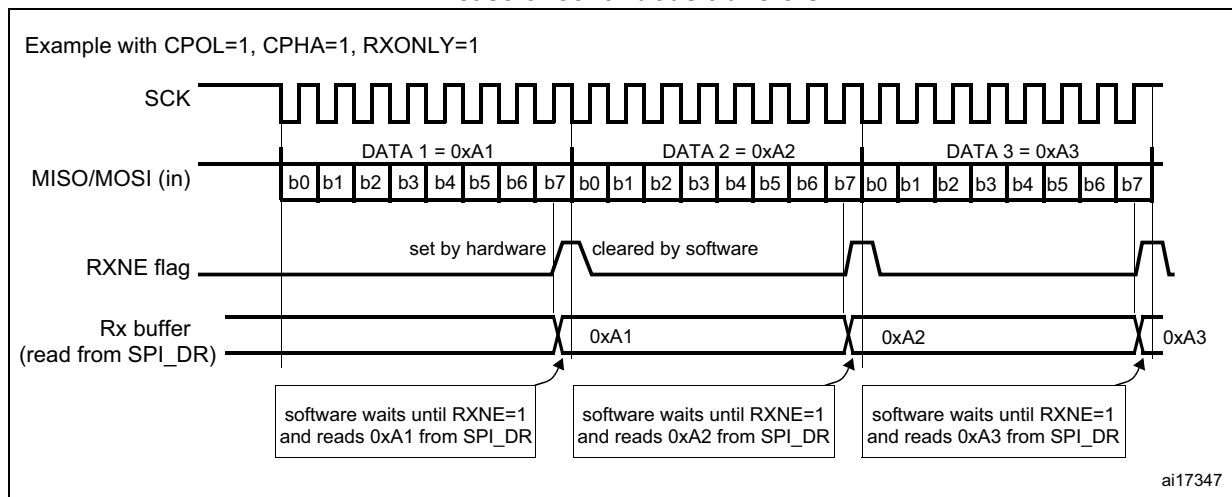 Example with CPOL=1, CPHA=1, RXONLY=1
SCK
DATA 1 = 0xA1 DATA 2 = 0xA2 DATA 3 = 0xA3
MISO/MOSI (in) b0 b1 b2 b3 b4 b5 b6 b7 b0 b1 b2 b3 b4 b5 b6 b7 b0 b1 b2 b3 b4 b5 b6 b7
set by hardware cleared by software
RXNE flag
Rx buffer
(read from SPI_DR)
0xA1 0xA2 0xA3
software waits until RXNE=1
and reads 0xA1 from SPI_DR
software waits until RXNE=1
and reads 0xA2 from SPI_DR
software waits until RXNE=1
and reads 0xA3 from SPI_DR
ai17347